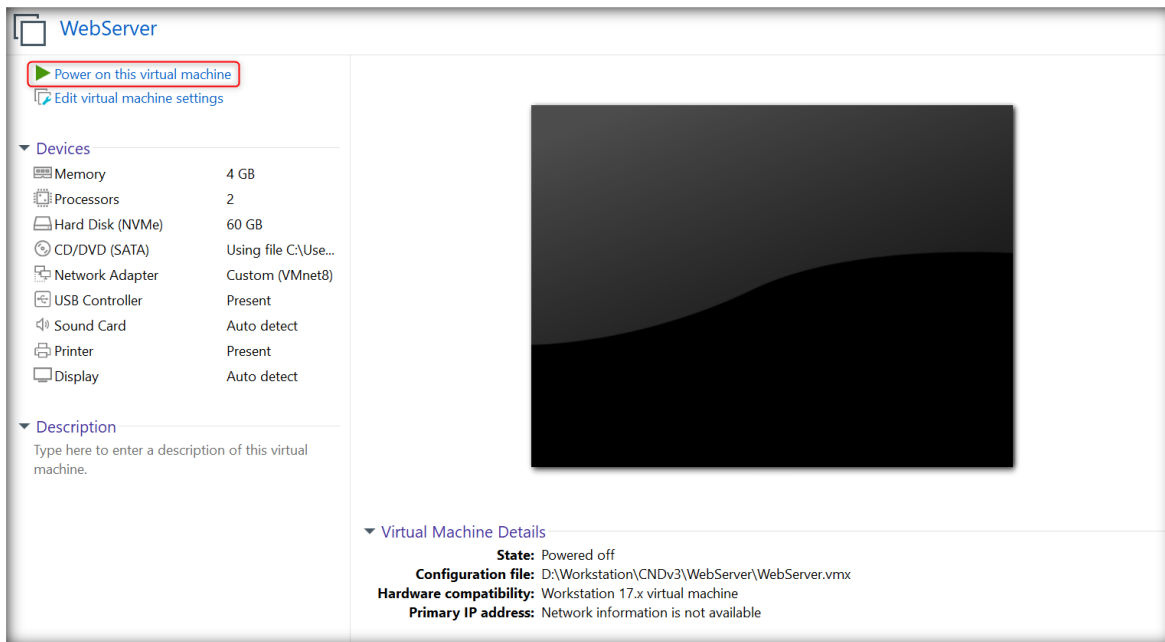 WebServer
Power on this virtual machine
Edit virtual machine settings
Devices
Memory 4 GB
Processors 2
Hard Disk (NVMe) 60 GB
CD/DVD (SATA) Using file C:\Use...
Network Adapter Custom (VMnet8)
USB Controller Present
Sound Card Auto detect
Printer Present
Display Auto detect
Description
Type here to enter a description of this virtual
machine.
Virtual Machine Details
State: Powered off
Configuration file: D:\Workstation\CNDv3\WebServer\WebServer.vmx
Hardware compatibility: Workstation 17.x virtual machine
Primary IP address: Network information is not available